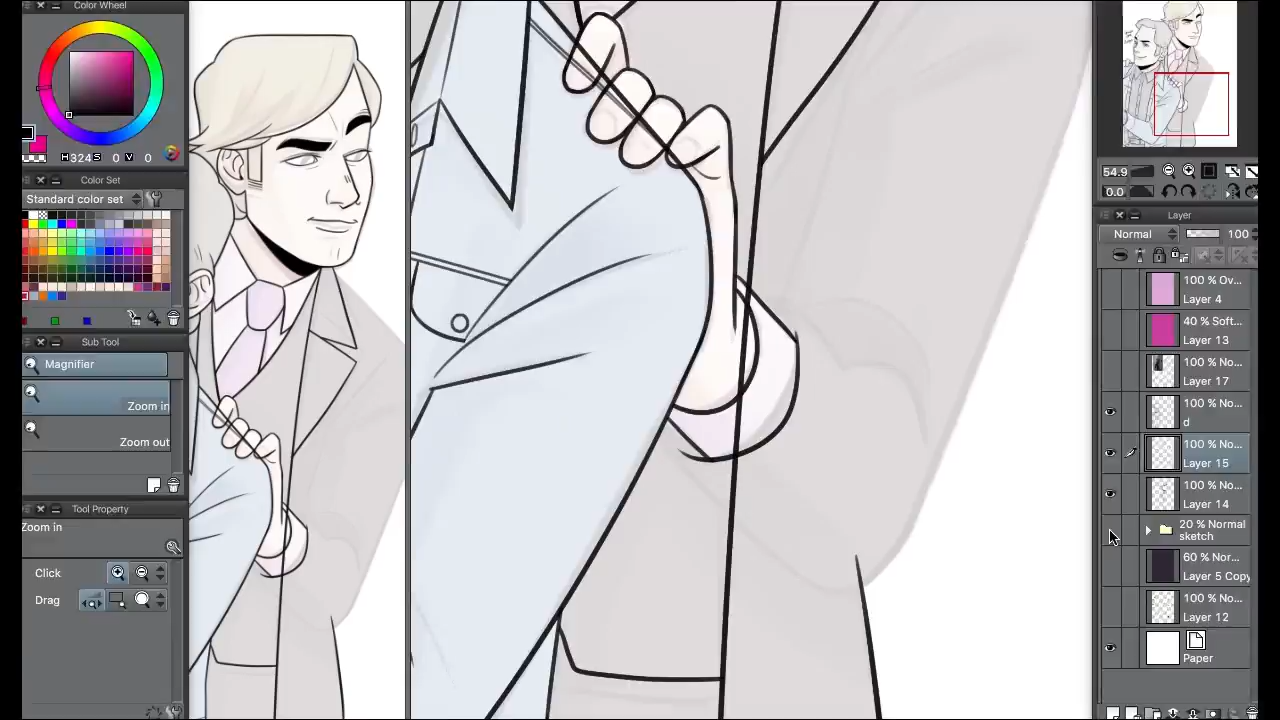 Color Wheel
H 324 S 0 V 0
Color Set
Standard color set
Sub Tool
Magnifier
Zoom in
Zoom out
Tool Property
Zoom in
Click
Drag
54.9
0.0
Layer
Normal 100
100 % Ov...
Layer 4
40 % Soft...
Layer 13
100 % No...
Layer 17
100 % No...
d
100 % No...
Layer 15
100 % No...
Layer 14
20 % Normal
sketch
60 % Nor...
Layer 5 Copy
100 % No...
Layer 12
Paper